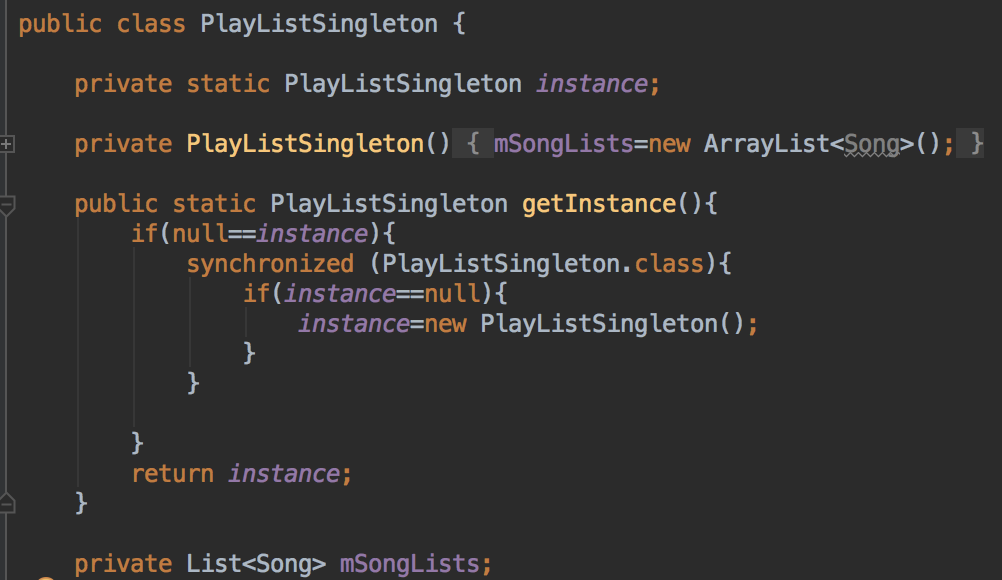 public class PlayListSingleton {
private static PlayListSingleton instance;
private PlayListSingleton() { mSongLists=new ArrayList<Song>(); }
public static PlayListSingleton getInstance(){
if(null==instance){
synchronized (PlayListSingleton.class){
if(instance==null){
instance=new PlayListSingleton();
}
}
}
return instance;
}
private List<Song> mSongLists;